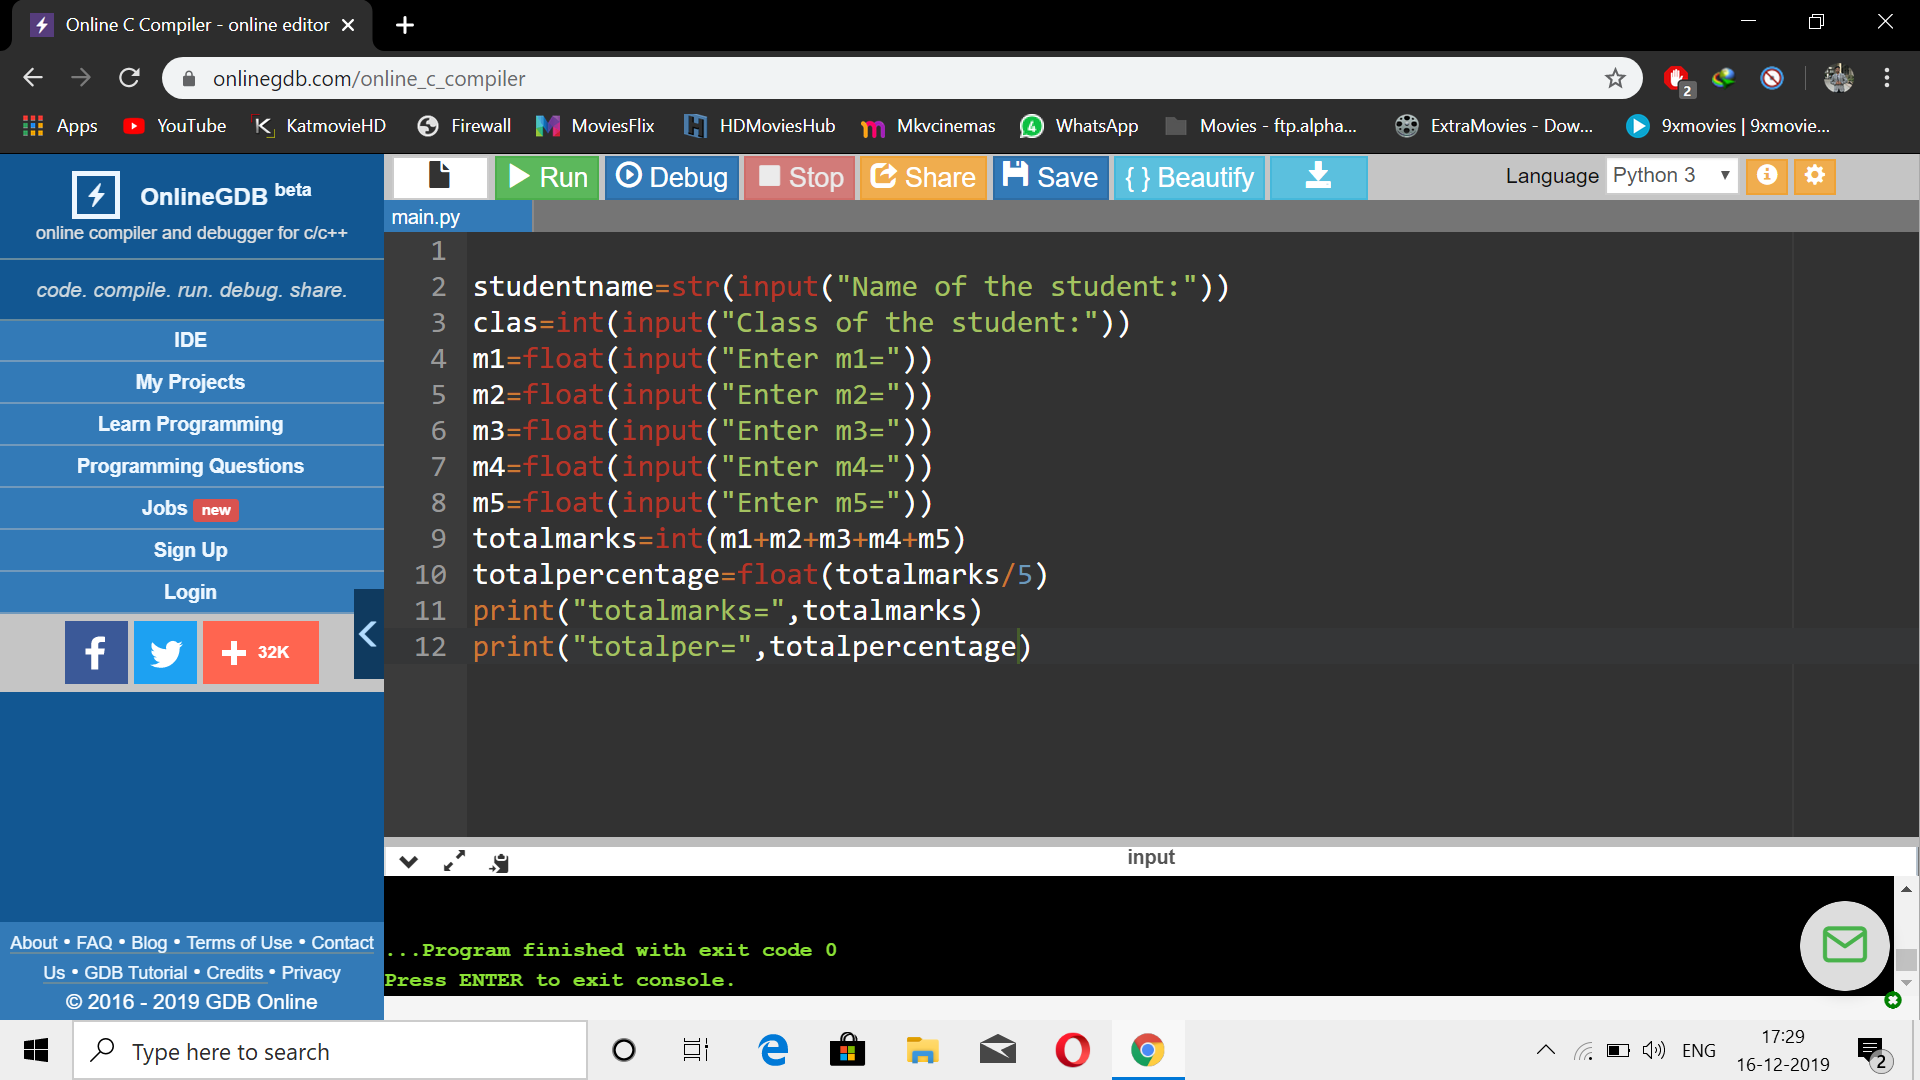 Online C Compiler - online editor
onlinegdb.com/online_c_compiler
2
Apps YouTube KatmovieHD Firewall MoviesFlix HDMoviesHub Mkvcinemas WhatsApp Movies - ftp.alpha... ExtraMovies - Dow... 9xmovies | 9xmovie...
OnlineGDB beta
online compiler and debugger for c/c++
code. compile. run. debug. share.
IDE
My Projects
Learn Programming
Programming Questions
Jobs new
Sign Up
Login
32K
About • FAQ • Blog • Terms of Use • Contact
Us • GDB Tutorial • Credits • Privacy
© 2016 - 2019 GDB Online
Run Debug Stop Share Save { } Beautify
Language Python 3
main.py
1
2 studentname=str(input("Name of the student:"))
3 clas=int(input("Class of the student:"))
4 m1=float(input("Enter m1="))
5 m2=float(input("Enter m2="))
6 m3=float(input("Enter m3="))
7 m4=float(input("Enter m4="))
8 m5=float(input("Enter m5="))
9 totalmarks=int(m1+m2+m3+m4+m5)
10 totalpercentage=float(totalmarks/5)
11 print("totalmarks=",totalmarks)
12 print("totalper=",totalpercentage)
input
...Program finished with exit code 0
Press ENTER to exit console.
Type here to search
ENG
17:29
16-12-2019
2